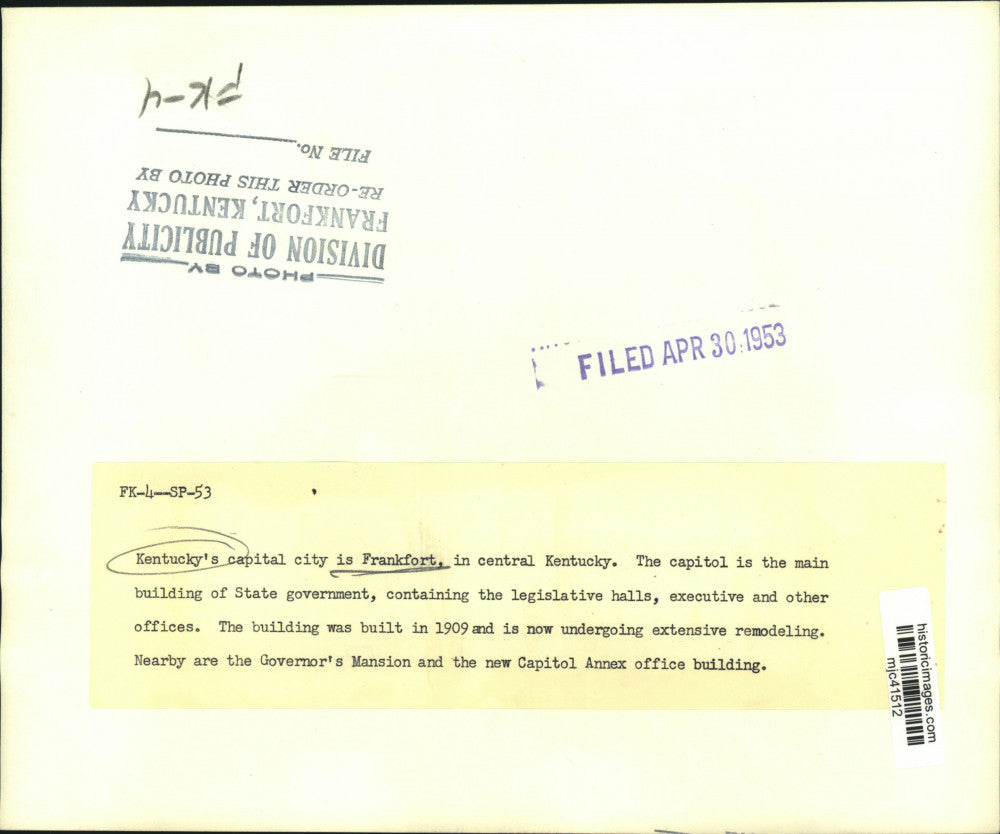 FK-4
FILE No.
RE-ORDER THIS PHOTO BY
FRANKFORT, KENTUCKY
DIVISION OF PUBLICITY
PHOTO BY
FILED APR 30 1953
FK-4--SP-53
Kentucky's capital city is Frankfort, in central Kentucky. The capitol is the main
building of State government, containing the legislative halls, executive and other
offices. The building was built in 1909 and is now undergoing extensive remodeling.
Nearby are the Governor's Mansion and the new Capitol Annex office building.
historicimages.com
mjc41512